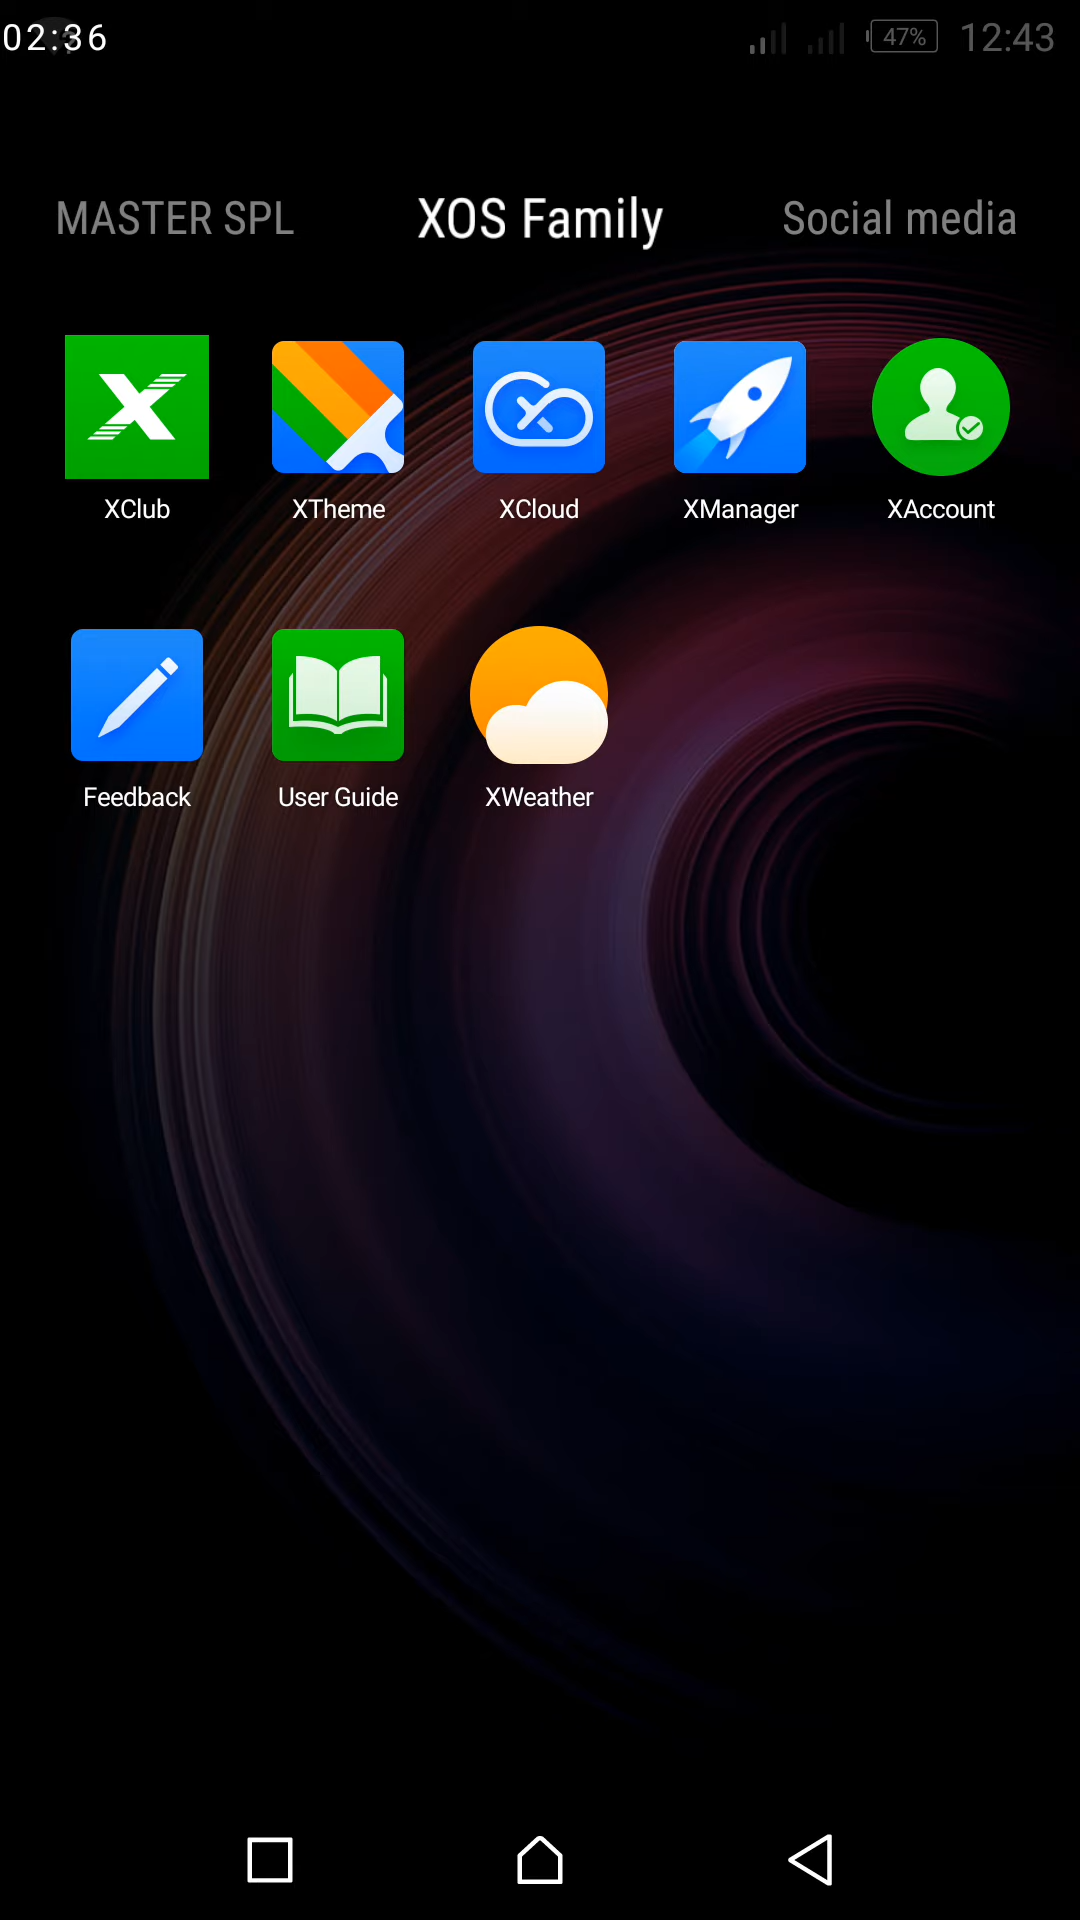 02:36 47% 12:43
MASTER SPL XOS Family Social media
XClub XTheme XCloud XManager XAccount
Feedback User Guide XWeather